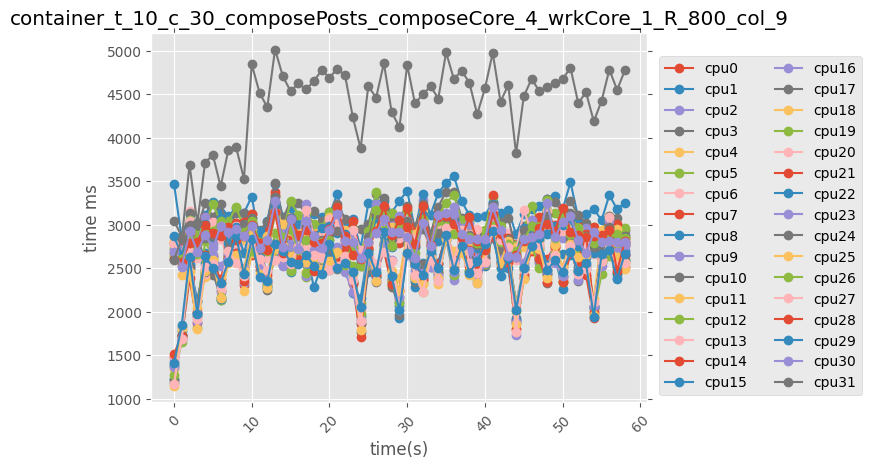 container_t_10_c_30_composePosts_composeCore_4_wrkCore_1_R_800_col_9
time ms
5000
4500
4000
3500
3000
2500
2000
1500
1000
0
10
20
30
40
50
60
time(s)
cpu0
cpu1
cpu2
cpu3
cpu4
cpu5
cpu6
cpu7
cpu8
cpu9
cpu10
cpu11
cpu12
cpu13
cpu14
cpu15
cpu16
cpu17
cpu18
cpu19
cpu20
cpu21
cpu22
cpu23
cpu24
cpu25
cpu26
cpu27
cpu28
cpu29
cpu30
cpu31